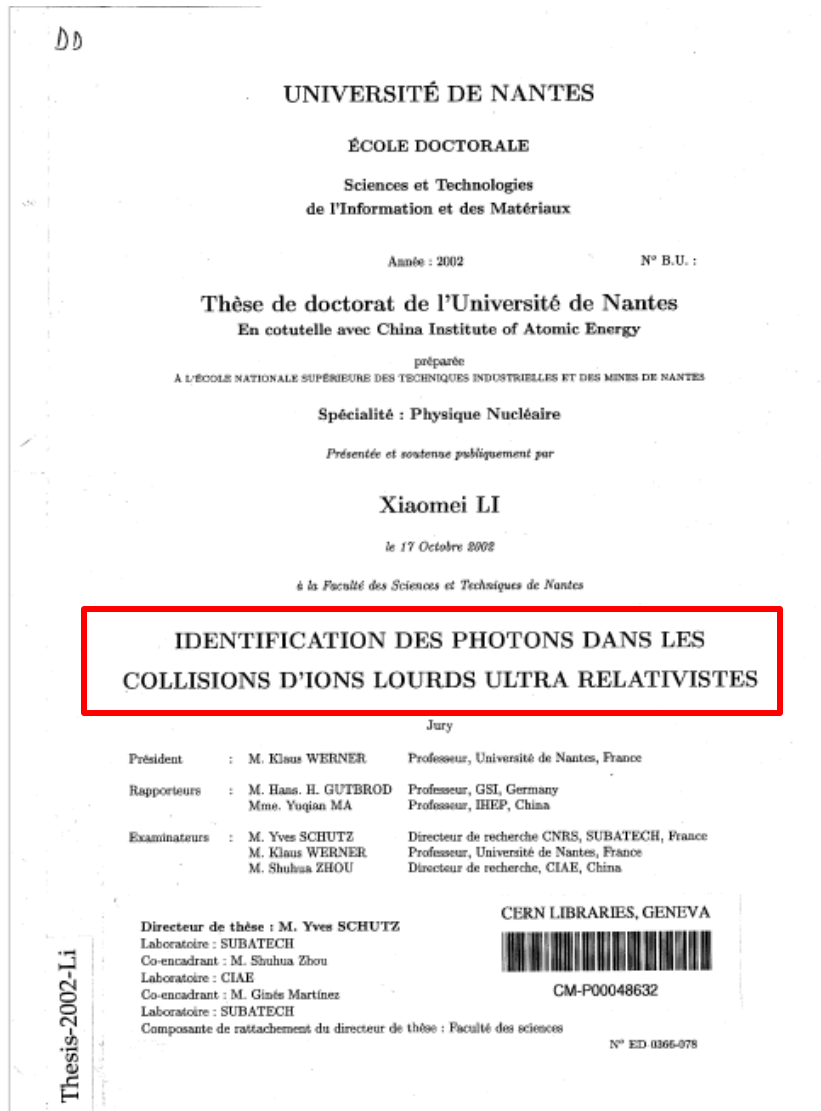 DD
UNIVERSITÉ DE NANTES
ÉCOLE DOCTORALE
Sciences et Technologies
de l'Information et des Matériaux
Année : 2002 N° B.U. :
Thèse de doctorat de l'Université de Nantes
En cotutelle avec China Institute of Atomic Energy
préparée
À L'ÉCOLE NATIONALE SUPÉRIEURE DES TECHNIQUES INDUSTRIELLES ET DES MINES DE NANTES
Spécialité : Physique Nucléaire
Présentée et soutenue publiquement par
Xiaomei LI
le 17 Octobre 2002
à la Faculté des Sciences et Techniques de Nantes
IDENTIFICATION DES PHOTONS DANS LES
COLLISIONS D'IONS LOURDS ULTRA RELATIVISTES
Jury
Président : M. Klaus WERNER Professeur, Université de Nantes, France
Rapporteurs : M. Hans. H. GUTBROD Professeur, GSI, Germany
Mme. Yuqian MA Professeur, IHEP, China
Examinateurs : M. Yves SCHUTZ Directeur de recherche CNRS, SUBATECH, France
M. Klaus WERNER Professeur, Université de Nantes, France
M. Shuhua ZHOU Directeur de recherche, CIAE, China
Directeur de thèse : M. Yves SCHUTZ
Laboratoire : SUBATECH
Co-encadrant : M. Shuhua Zhou
Laboratoire : CIAE
Co-encadrant : M. Ginés Martínez
Laboratoire : SUBATECH
Composante de rattachement du directeur de thèse : Faculté des sciences
N° ED 0366-078
CERN LIBRARIES, GENEVA
CM-P00048632
Thesis-2002-Li